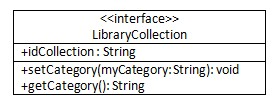 <<interface>>
LibraryCollection
+idCollection : String
+setCategory(myCategory:String): void
+getCategory(): String